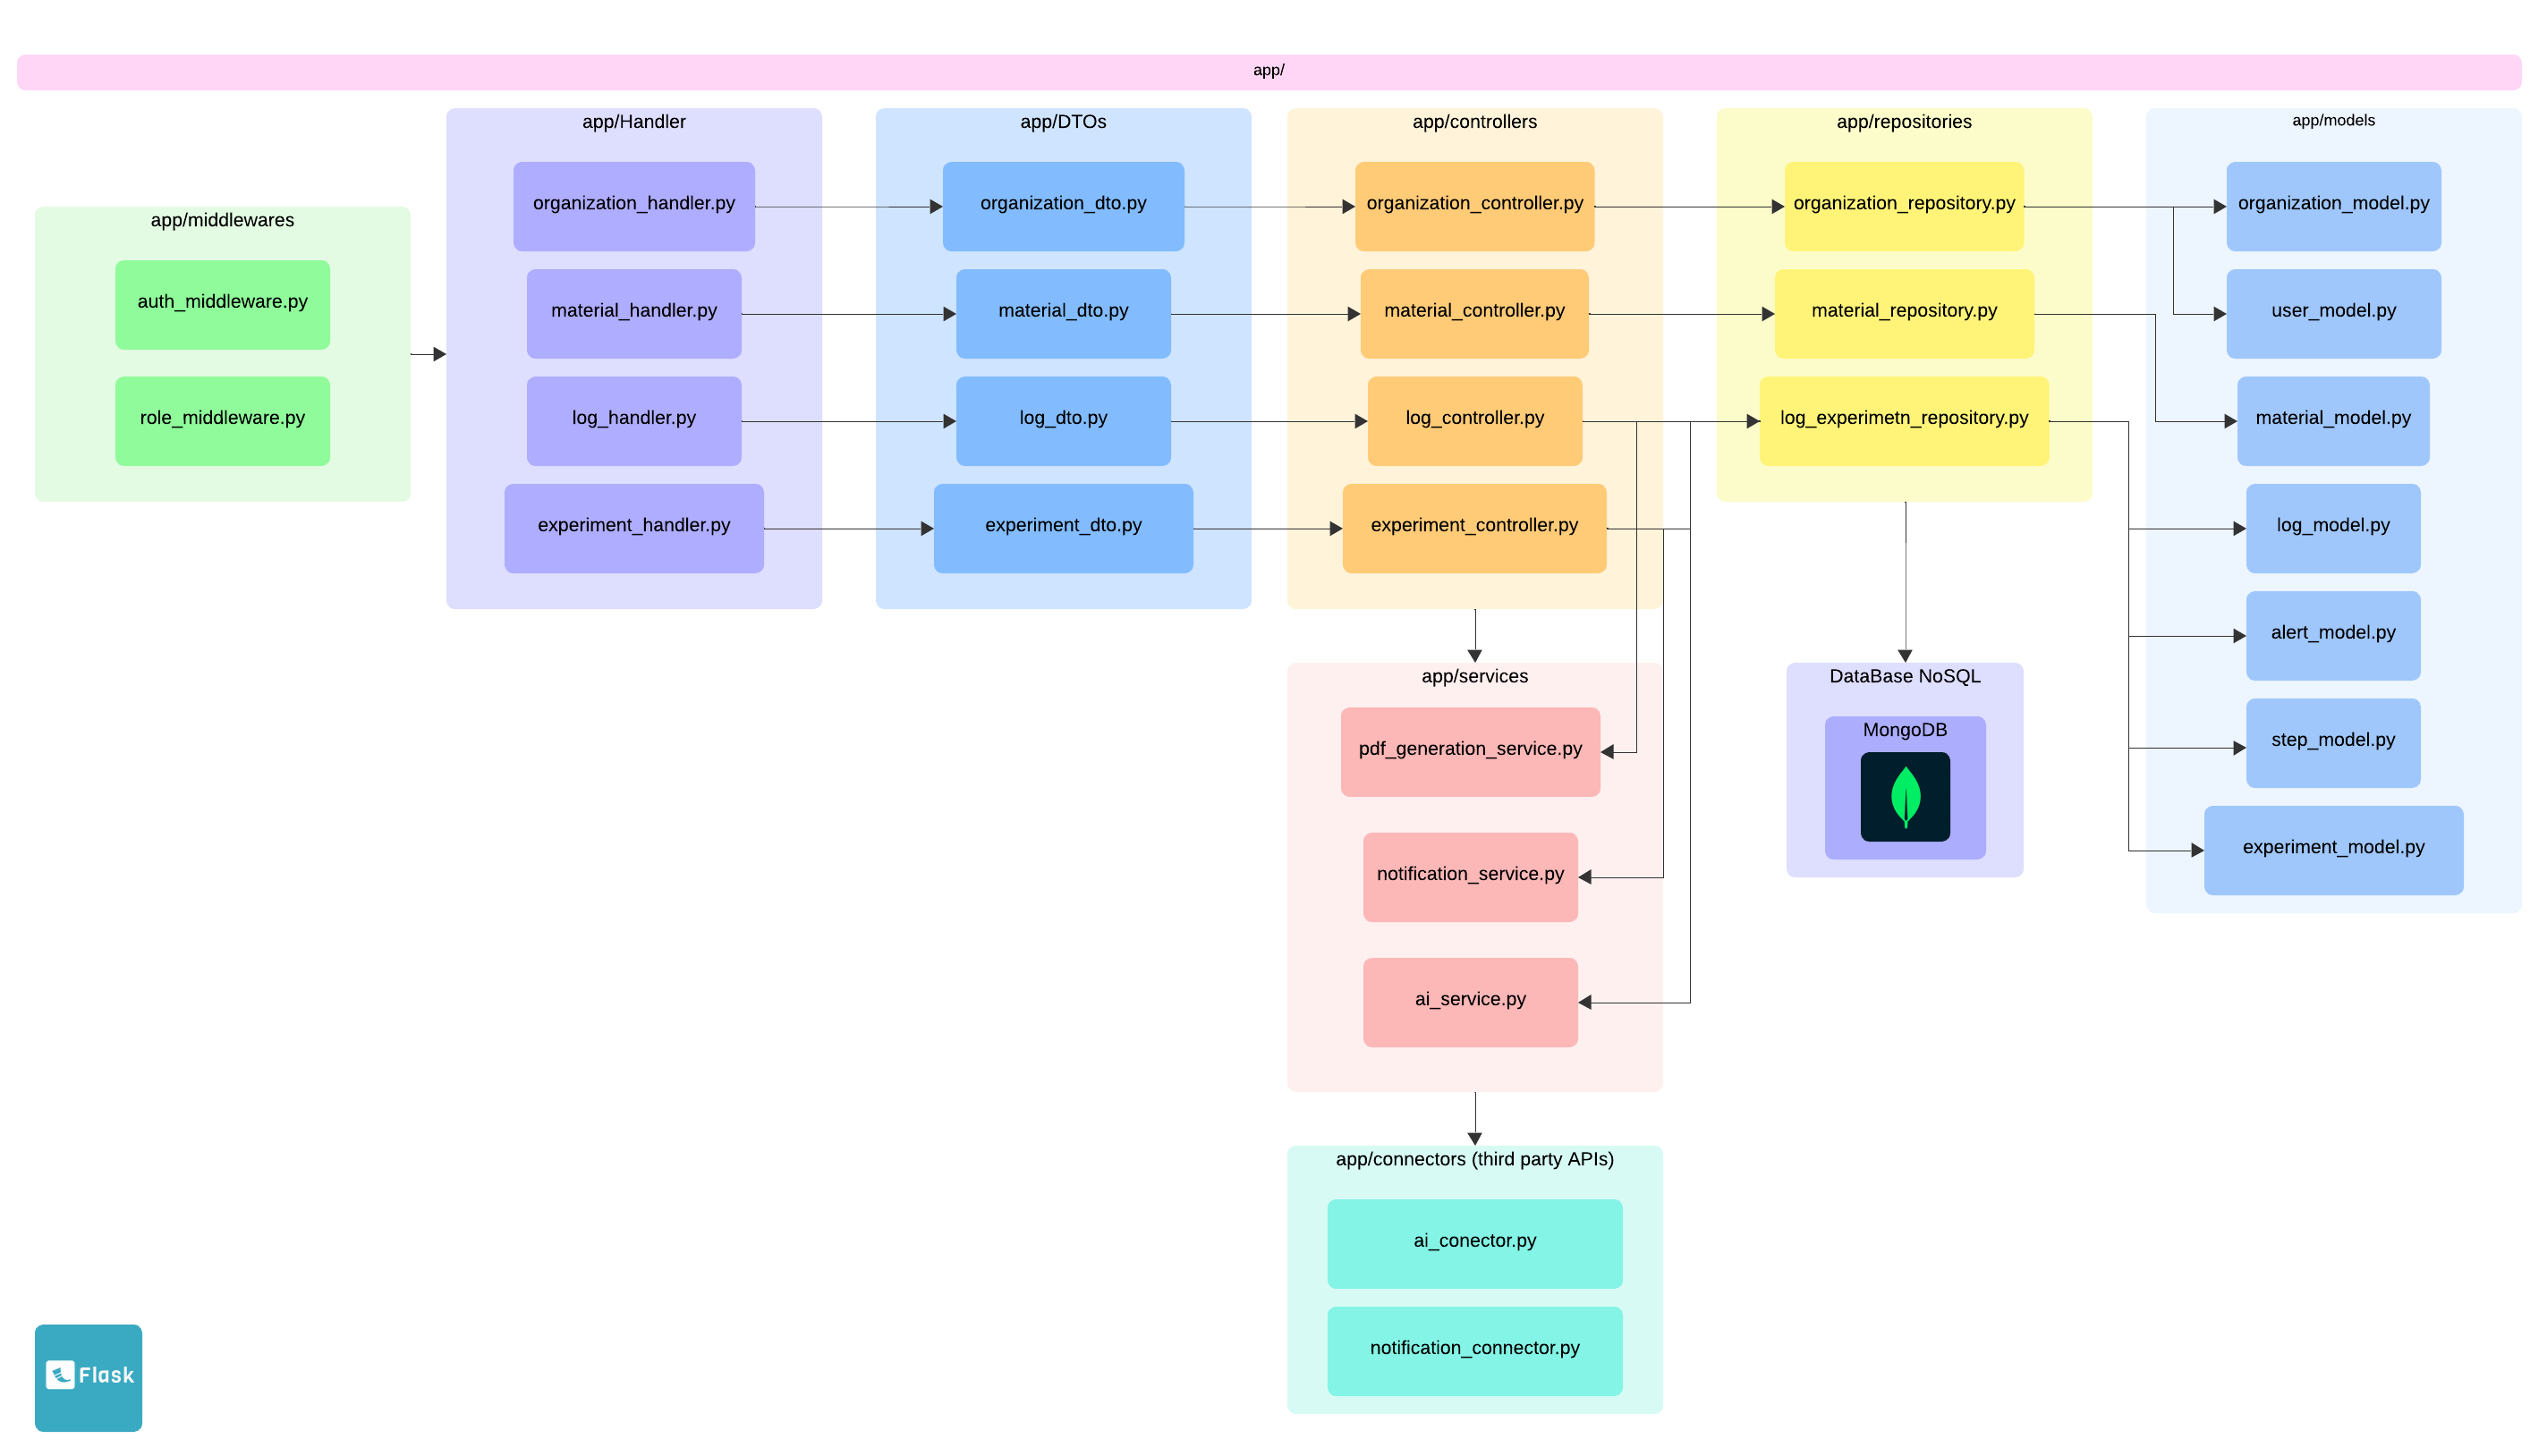 app/
app/middlewares
auth_middleware.py
role_middleware.py
app/Handler
organization_handler.py
material_handler.py
log_handler.py
experiment_handler.py
app/DTOs
organization_dto.py
material_dto.py
log_dto.py
experiment_dto.py
app/controllers
organization_controller.py
material_controller.py
log_controller.py
experiment_controller.py
app/services
pdf_generation_service.py
notification_service.py
ai_service.py
app/connectors (third party APIs)
ai_conector.py
notification_connector.py
app/repositories
organization_repository.py
material_repository.py
log_experimetn_repository.py
DataBase NoSQL
MongoDB
app/models
organization_model.py
user_model.py
material_model.py
log_model.py
alert_model.py
step_model.py
experiment_model.py
Flask